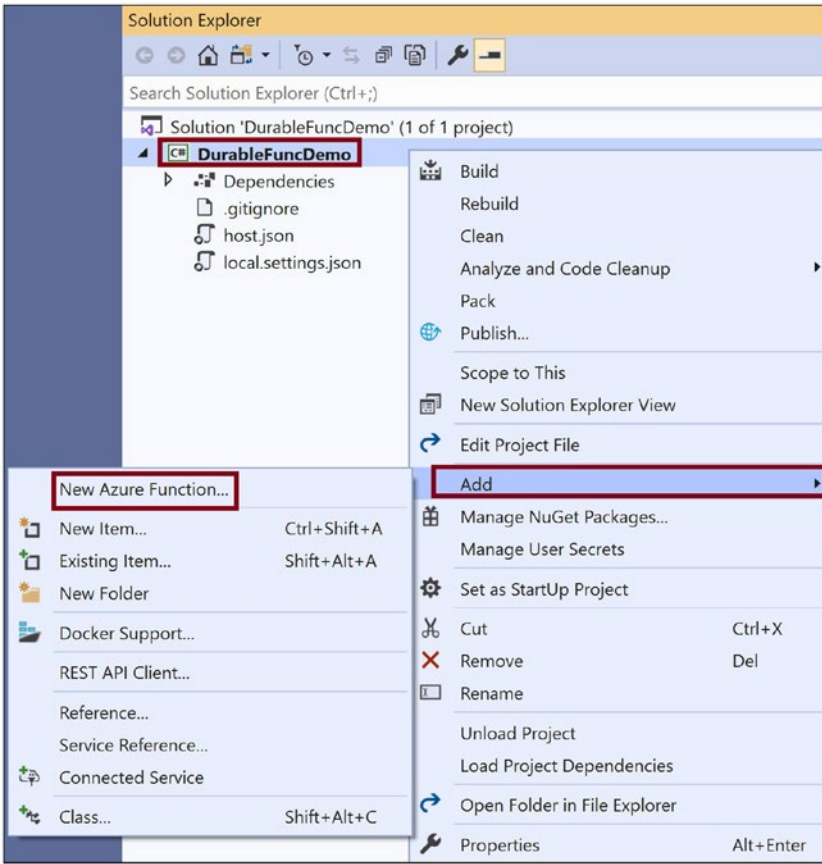 Solution Explorer
Search Solution Explorer (Ctrl+;)
Solution 'DurableFuncDemo' (1 of 1 project)
C# DurableFuncDemo
Dependencies
.gitignore
host.json
local.settings.json
Build
Rebuild
Clean
Analyze and Code Cleanup
Pack
Publish...
Scope to This
New Solution Explorer View
Edit Project File
Add
Manage NuGet Packages...
Manage User Secrets
Set as StartUp Project
Cut Ctrl+X
Remove Del
Rename
Unload Project
Load Project Dependencies
Open Folder in File Explorer
Properties Alt+Enter
New Azure Function...
New Item... Ctrl+Shift+A
Existing Item... Shift+Alt+A
New Folder
Docker Support...
REST API Client...
Reference...
Service Reference...
Connected Service
Class... Shift+Alt+C